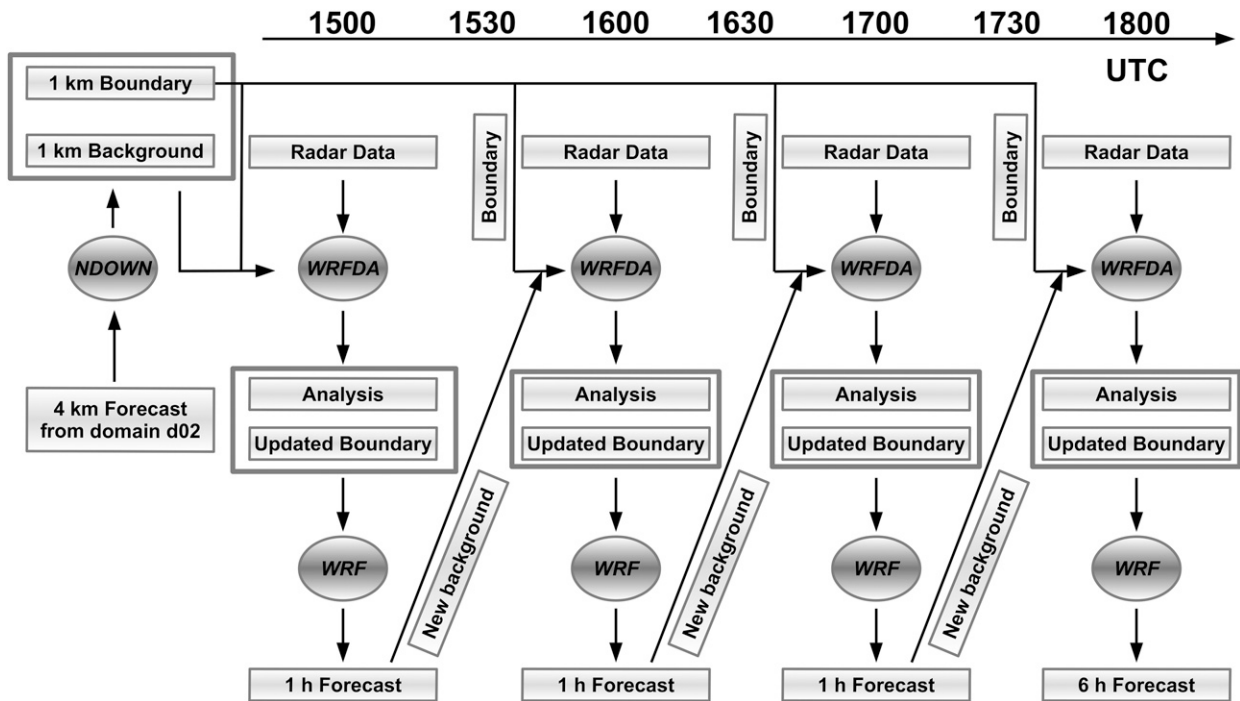 1500 1530 1600 1630 1700 1730 1800
UTC
1 km Boundary
1 km Background
NDOWN
4 km Forecast
from domain d02
Radar Data
WRFDA
Analysis
Updated Boundary
WRF
1 h Forecast
New background
Boundary
Radar Data
WRFDA
Analysis
Updated Boundary
WRF
1 h Forecast
New background
Boundary
Radar Data
WRFDA
Analysis
Updated Boundary
WRF
1 h Forecast
New background
Boundary
Radar Data
WRFDA
Analysis
Updated Boundary
WRF
6 h Forecast